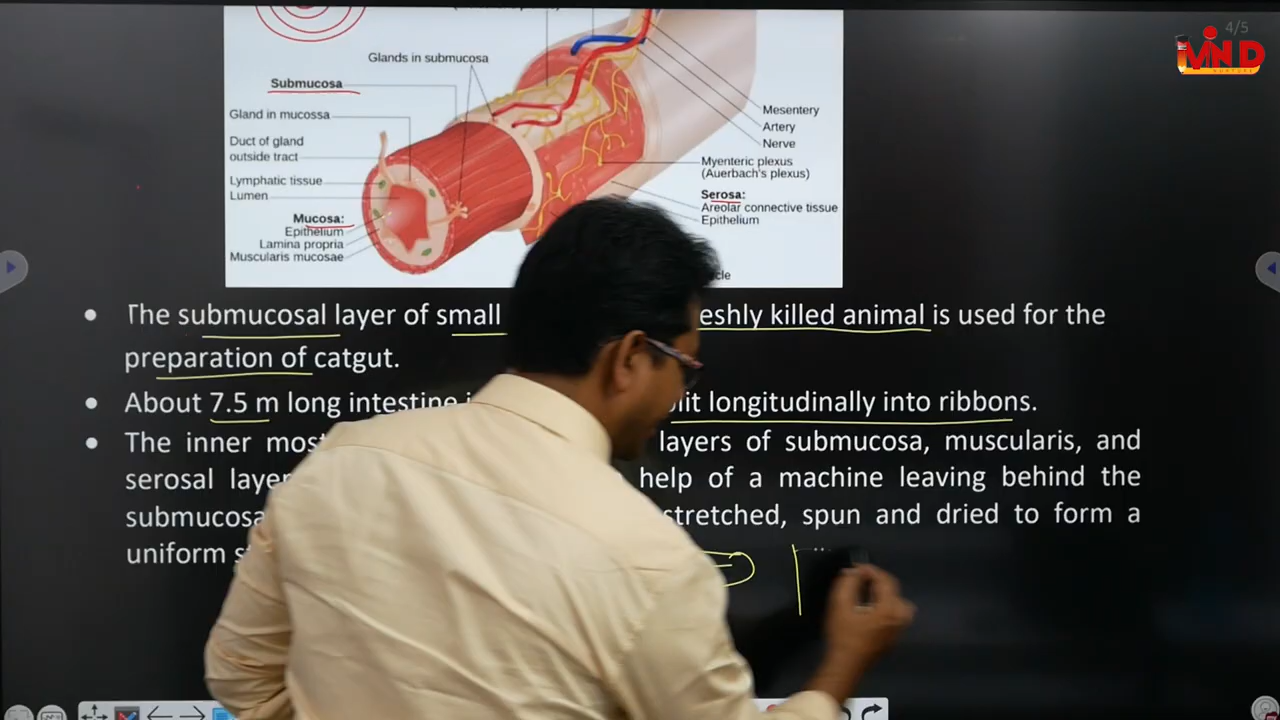 4/5
MIND
Glands in submucosa
Submucosa
Gland in mucossa
Duct of gland
outside tract
Lymphatic tissue
Lumen
Mucosa:
Epithelium
Lamina propria
Muscularis mucosae
Mesentery
Artery
Nerve
Myenteric plexus
(Auerbach's plexus)
Serosa:
Areolar connective tissue
Epithelium
The submucosal layer of small eshly killed animal is used for the
preparation of catgut.
About 7.5 m long intestine lit longitudinally into ribbons.
The inner most layers of submucosa, muscularis, and
serosal layer help of a machine leaving behind the
submucosa stretched, spun and dried to form a
uniform